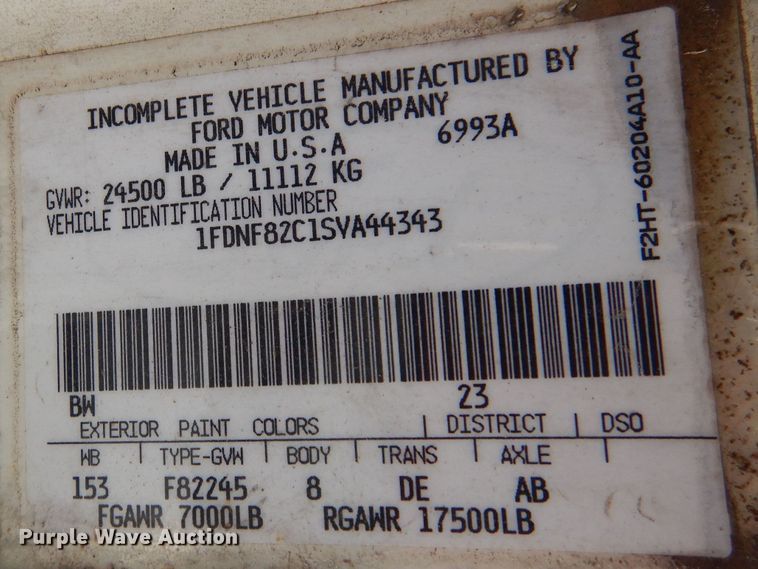 INCOMPLETE VEHICLE MANUFACTURED BY
FORD MOTOR COMPANY
MADE IN U.S.A 6993A
GVWR: 24500 LB / 11112 KG
VEHICLE IDENTIFICATION NUMBER
1FDNF82C1SVA44343
F2HT-60204A10-AA
BW 23
EXTERIOR PAINT COLORS DISTRICT DSO
WB TYPE-GVW BODY TRANS AXLE
153 F82245 8 DE AB
FGAWR 7000LB RGAWR 17500LB
Purple Wave Auction